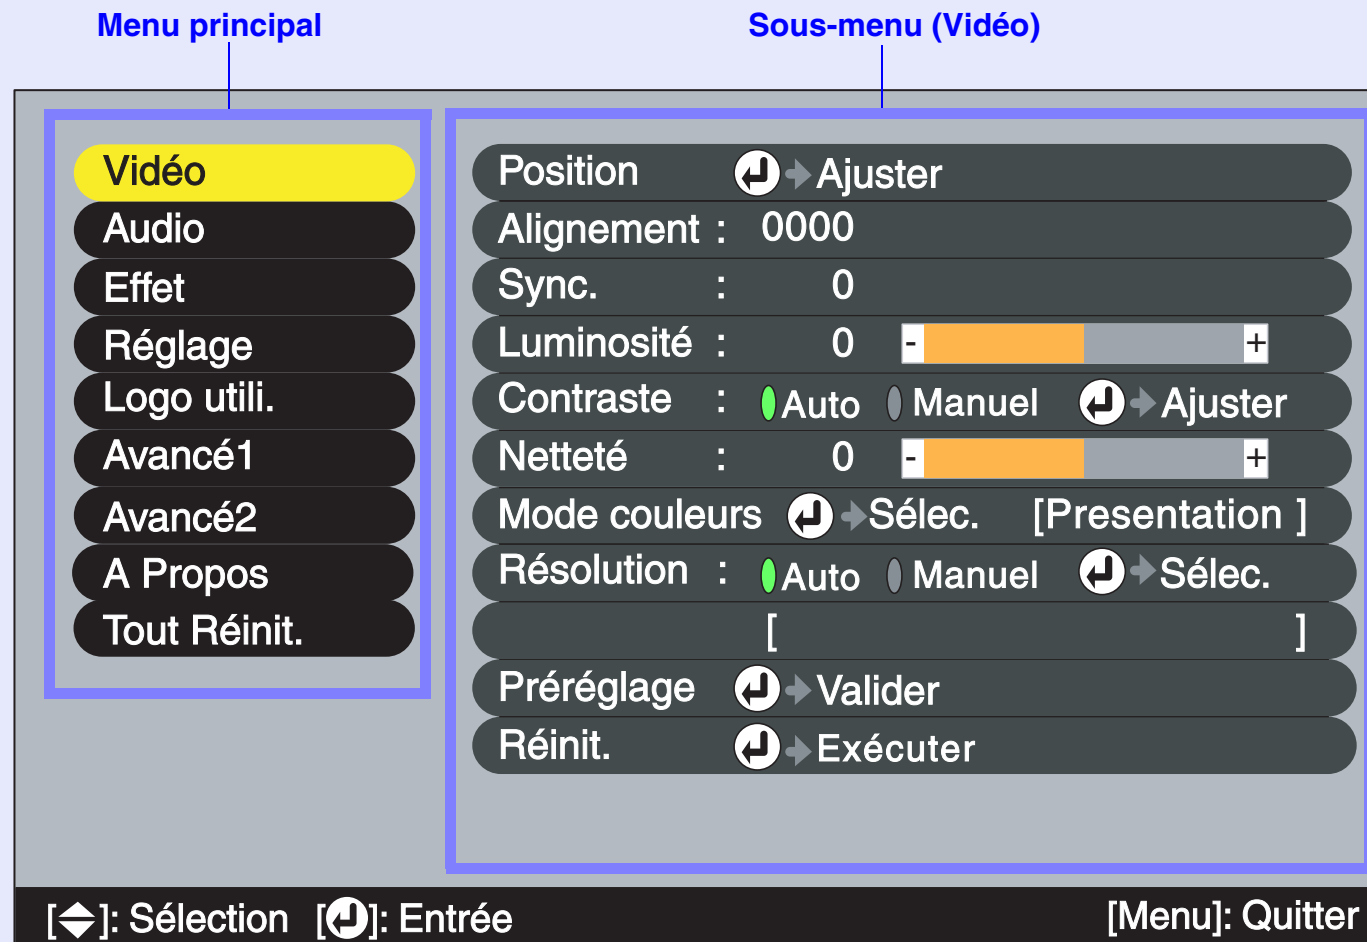 Menu principal
Sous-menu (Vidéo)
Vidéo
Audio
Effet
Réglage
Logo utili.
Avancé1
Avancé2
A Propos
Tout Réinit.
Position Ajuster
Alignement : 0000
Sync. : 0
Luminosité : 0 - +
Contraste : Auto Manuel Ajuster
Netteté : 0 - +
Mode couleurs Sélec. [Presentation ]
Résolution : Auto Manuel Sélec.
[ ]
Préréglage Valider
Réinit. Exécuter
[ ]: Sélection [ ]: Entrée [Menu]: Quitter